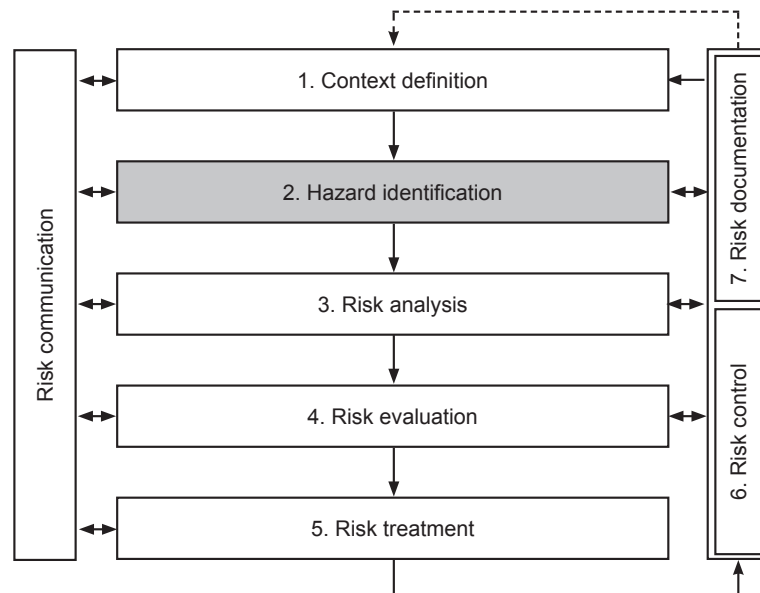 Risk communication
1. Context definition
2. Hazard identification
3. Risk analysis
4. Risk evaluation
5. Risk treatment
7. Risk documentation
6. Risk control